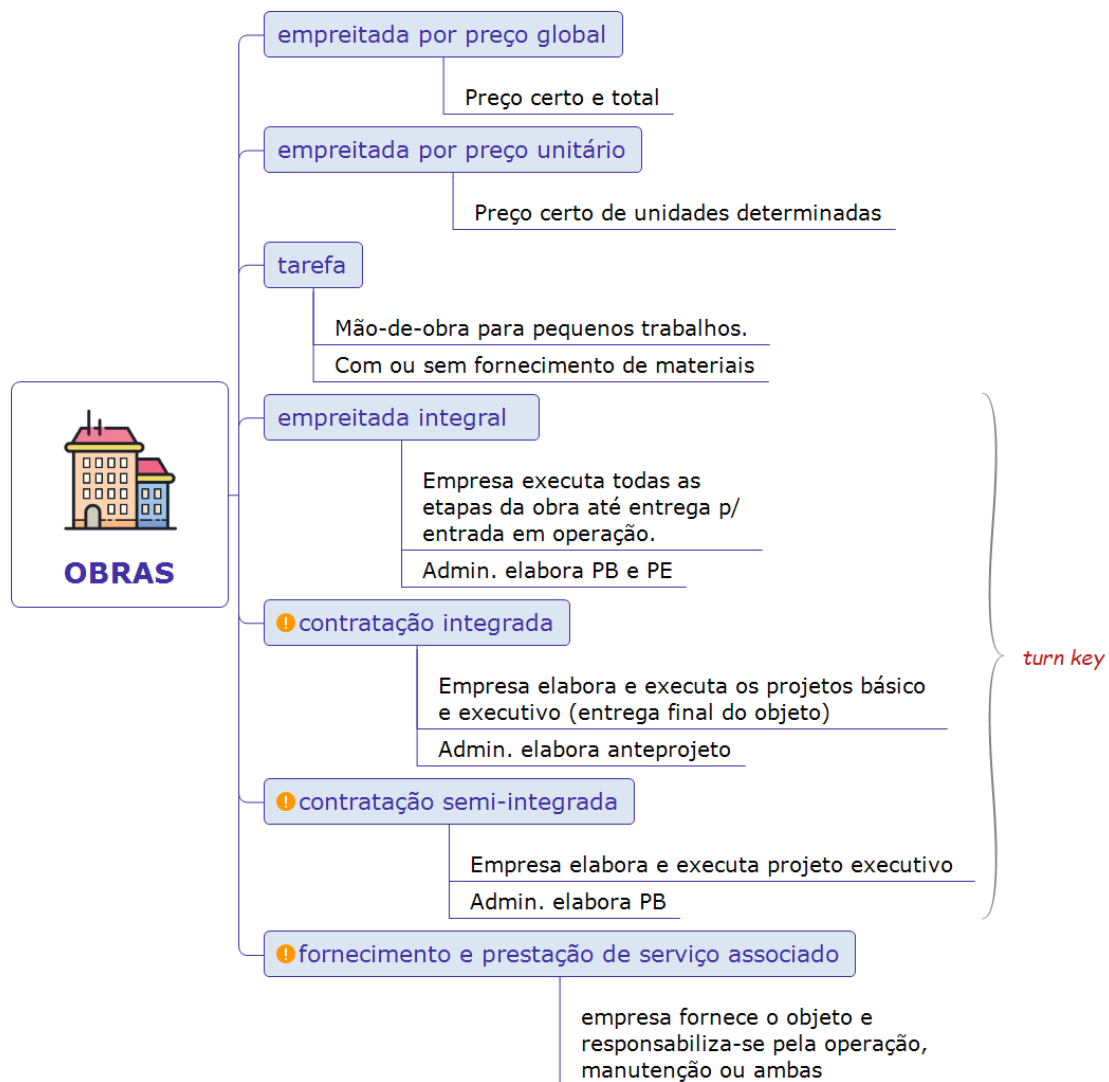 empreitada por preço global
Preço certo e total
empreitada por preço unitário
Preço certo de unidades determinadas
tarefa
Mão-de-obra para pequenos trabalhos.
Com ou sem fornecimento de materiais
empreitada integral
Empresa executa todas as
etapas da obra até entrega p/
entrada em operação.
Admin. elabora PB e PE
OBRAS
contratação integrada
Empresa elabora e executa os projetos básico
e executivo (entrega final do objeto)
Admin. elabora anteprojeto
turn key
contratação semi-integrada
Empresa elabora e executa projeto executivo
Admin. elabora PB
fornecimento e prestação de serviço associado
empresa fornece o objeto e
responsabiliza-se pela operação,
manutenção ou ambas